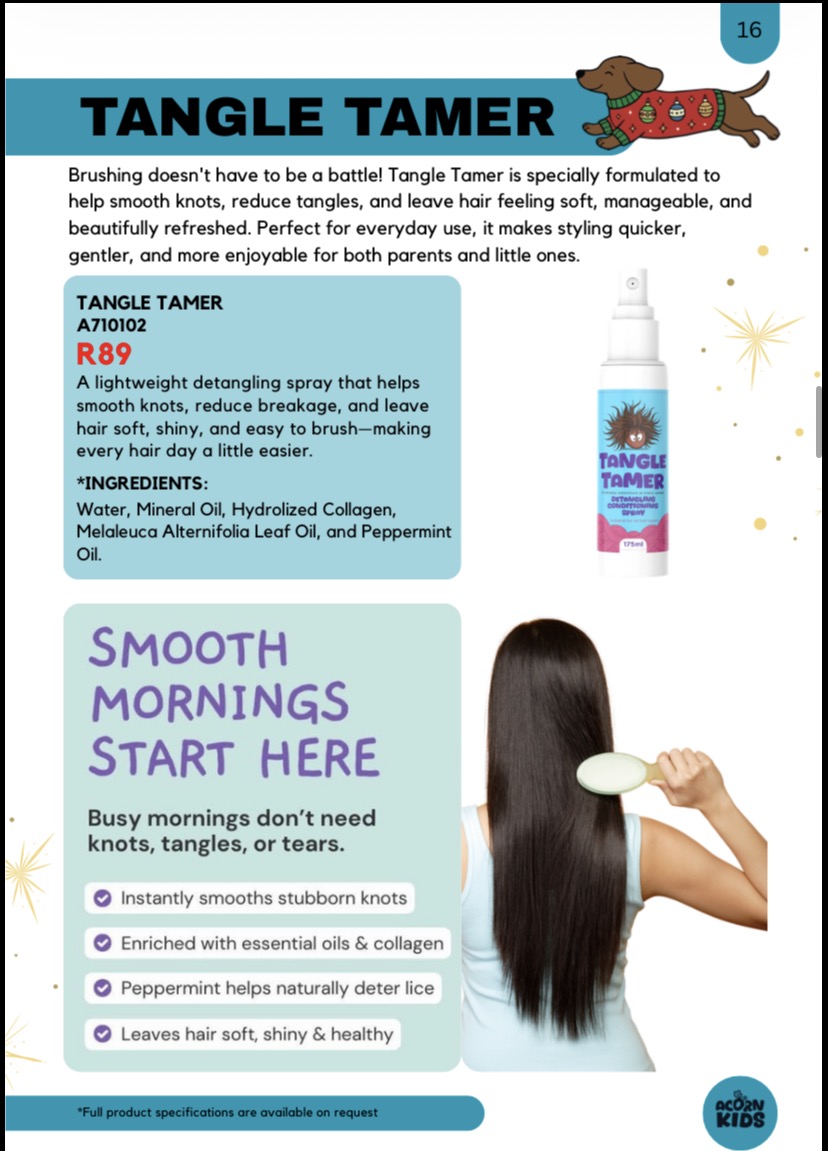 16
TANGLE TAMER
Brushing doesn't have to be a battle! Tangle Tamer is specially formulated to
help smooth knots, reduce tangles, and leave hair feeling soft, manageable, and
beautifully refreshed. Perfect for everyday use, it makes styling quicker,
gentler, and more enjoyable for both parents and little ones.
TANGLE TAMER
A710102
R89
A lightweight detangling spray that helps
smooth knots, reduce breakage, and leave
hair soft, shiny, and easy to brush—making
every hair day a little easier.
*INGREDIENTS:
Water, Mineral Oil, Hydrolized Collagen,
Melaleuca Alternifolia Leaf Oil, and Peppermint
Oil.
TANGLE
TAMER
DETANGLING
CONDITIONING
SPRAY
175ml
SMOOTH
MORNINGS
START HERE
Busy mornings don't need
knots, tangles, or tears.
Instantly smooths stubborn knots
Enriched with essential oils & collagen
Peppermint helps naturally deter lice
Leaves hair soft, shiny & healthy
*Full product specifications are available on request
ACORN
KIDS